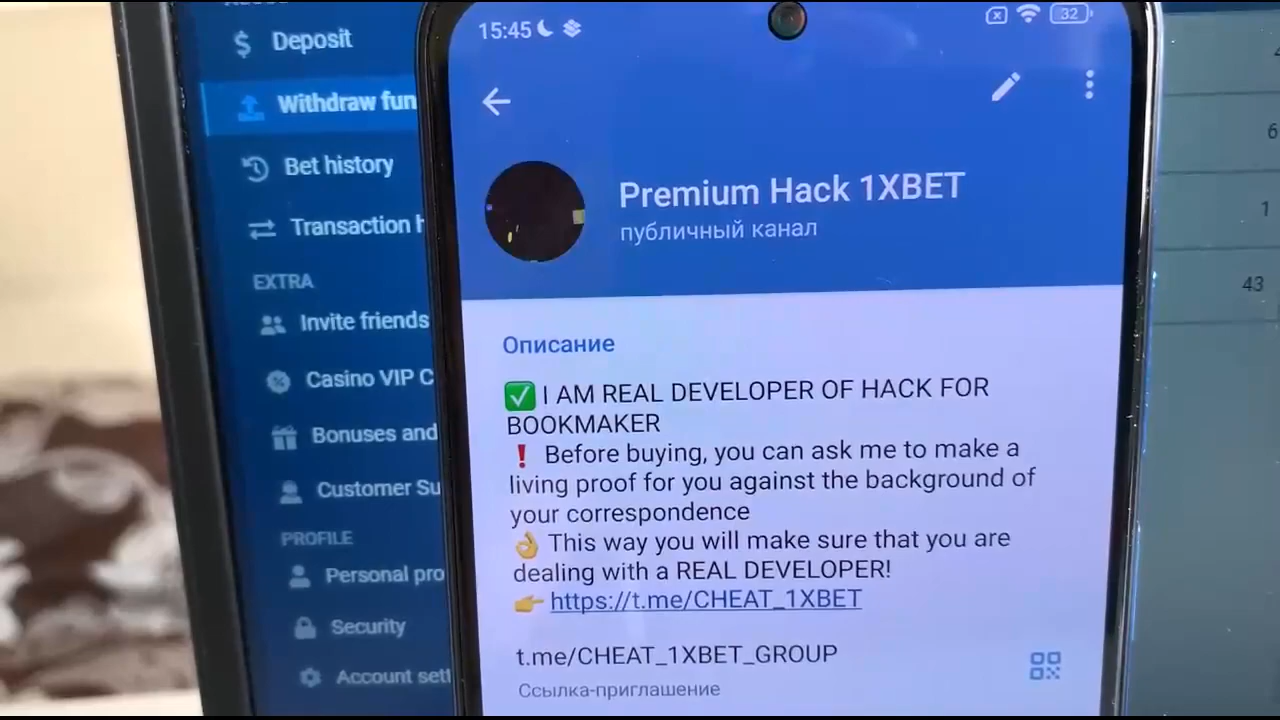 Deposit
Withdraw fun
Bet history
Transaction h
EXTRA
Invite friends
Casino VIP C
Bonuses and
Customer Su
PROFILE
Personal pro
Security
Account sett
15:45
32
Premium Hack 1XBET
публичный канал
Описание
✅ I AM REAL DEVELOPER OF HACK FOR
BOOKMAKER
❗ Before buying, you can ask me to make a
living proof for you against the background of
your correspondence
👌 This way you will make sure that you are
dealing with a REAL DEVELOPER!
👉 https://t.me/CHEAT_1XBET
t.me/CHEAT_1XBET_GROUP
Ссылка-приглашение
6
1
43